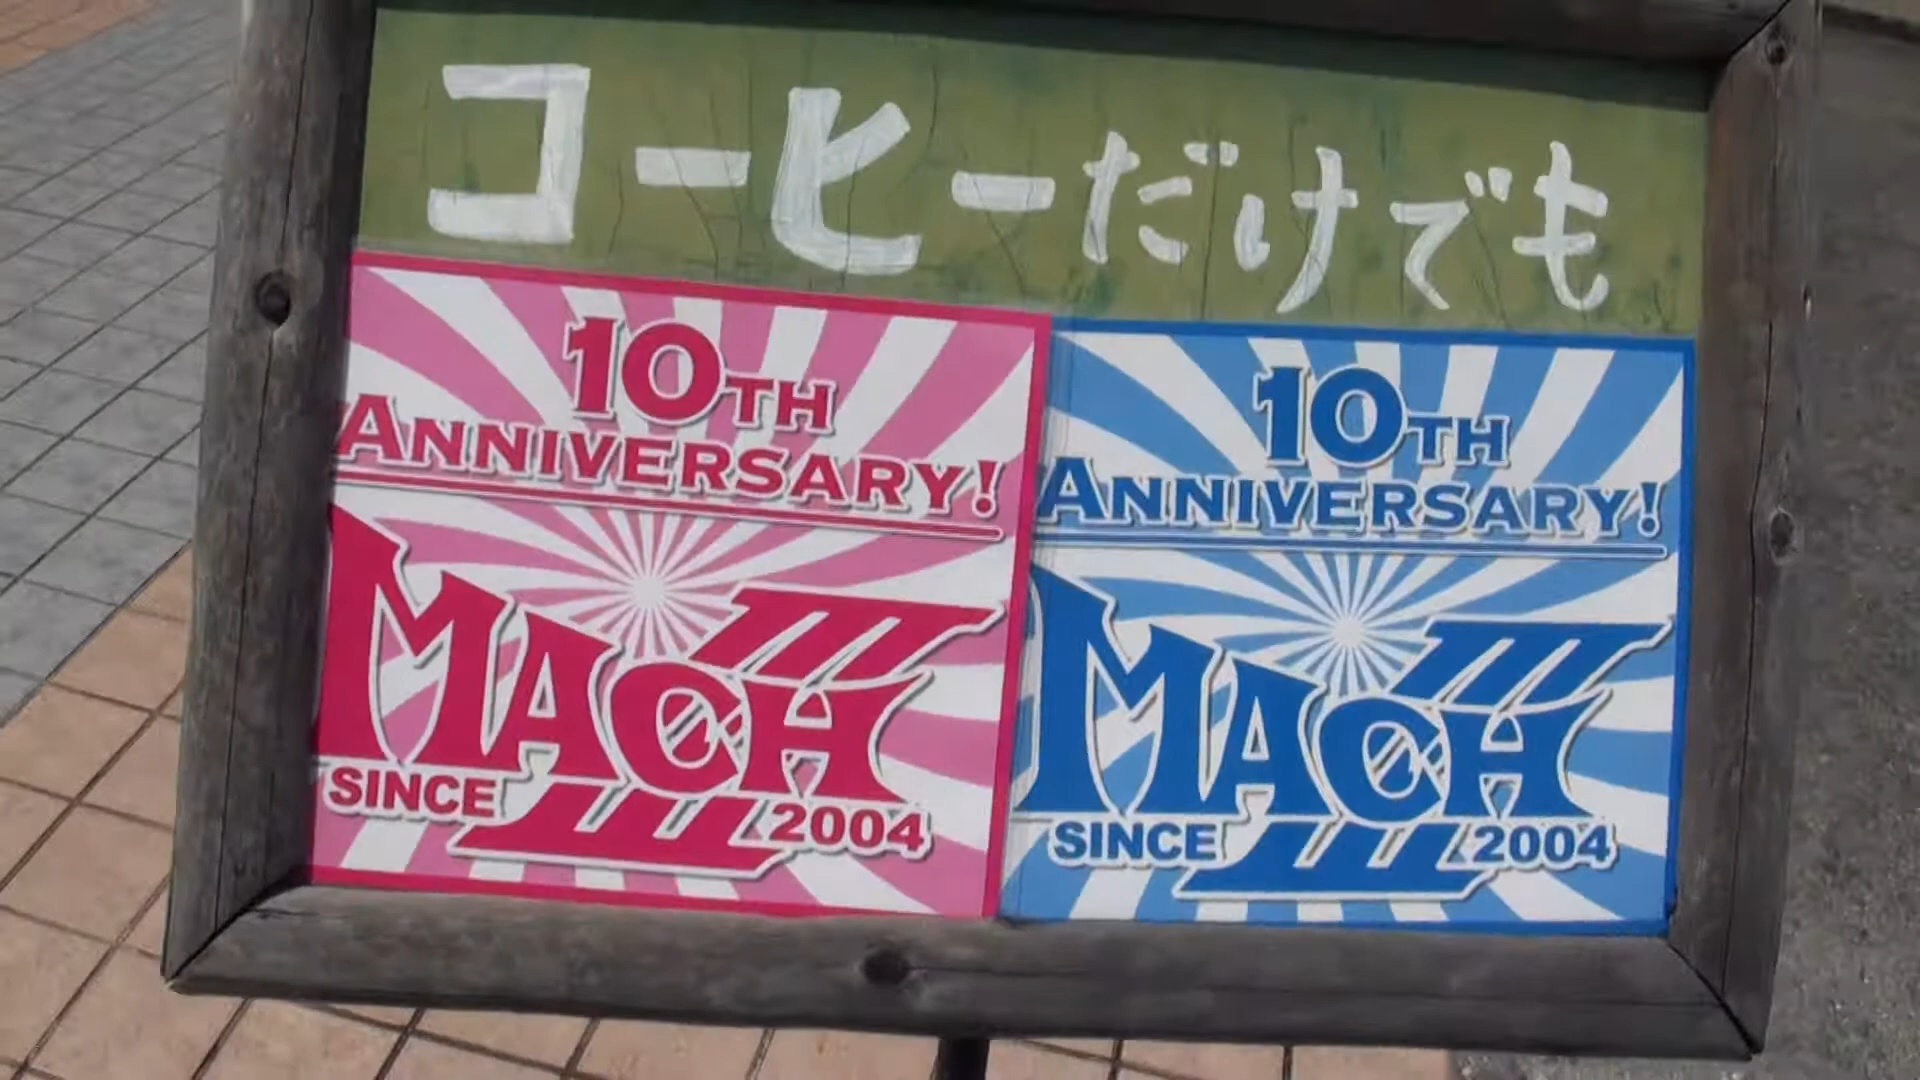 コーヒーだけでも
10TH
ANNIVERSARY!
MACH
SINCE 2004
10TH
ANNIVERSARY!
MACH
SINCE 2004